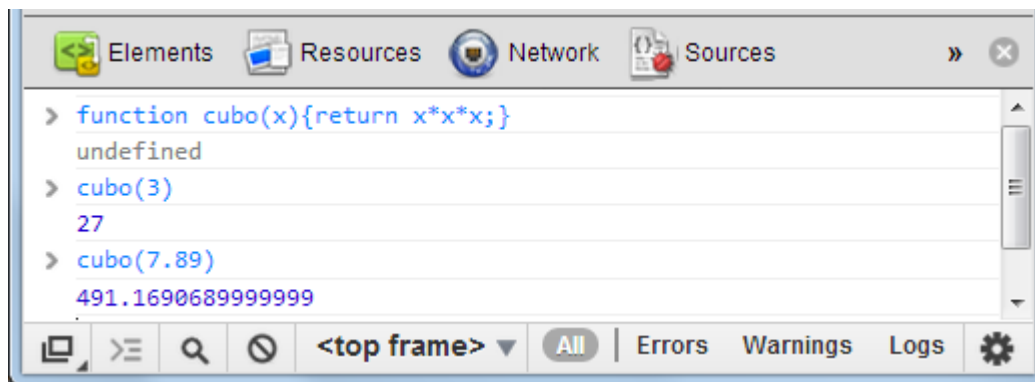 Elements Resources Network Sources »
> function cubo(x){return x*x*x;}
undefined
> cubo(3)
27
> cubo(7.89)
491.1690689999999
<top frame> ▼ All | Errors Warnings Logs